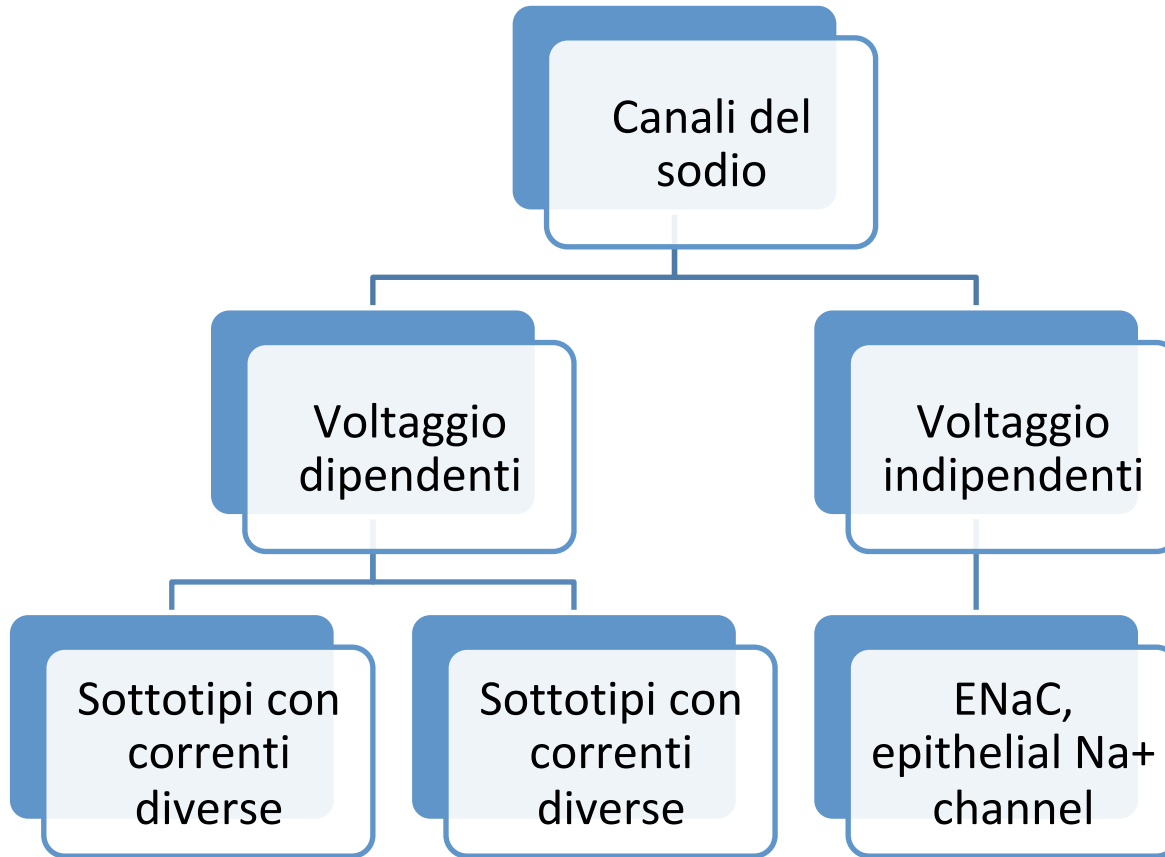 Canali del
sodio
Voltaggio
dipendenti
Voltaggio
indipendenti
Sottotipi con
correnti
diverse
Sottotipi con
correnti
diverse
ENaC,
epithelial Na+
channel